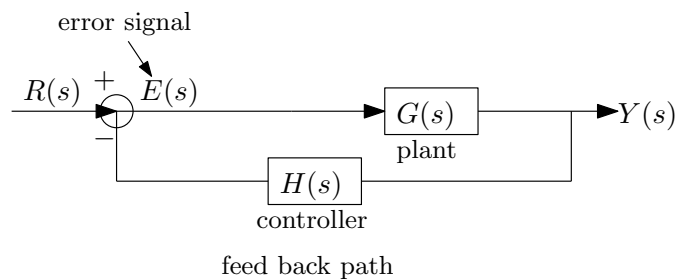 error signal
+
R(s)
E(s)
G(s)
Y(s)
−
plant
H(s)
controller
feed back path